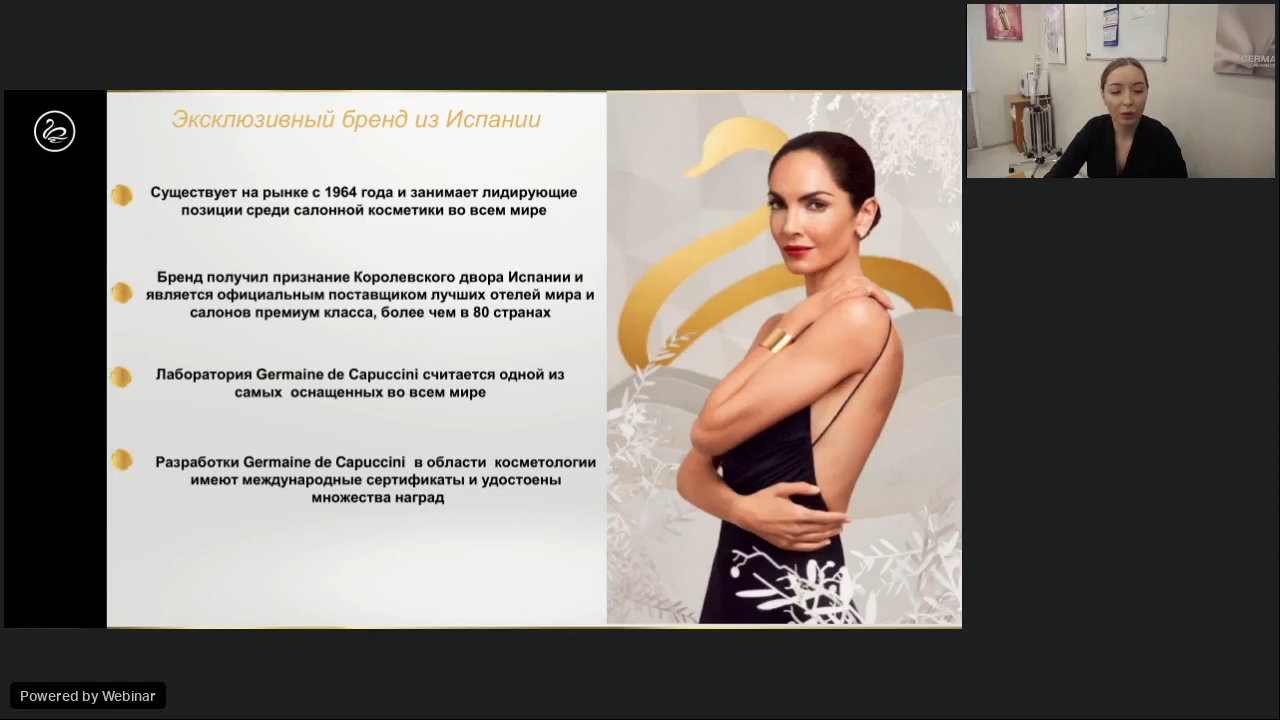 Эксклюзивный бренд из Испании
Существует на рынке с 1964 года и занимает лидирующие
позиции среди салонной косметики во всем мире
Бренд получил признание Королевского двора Испании и
является официальным поставщиком лучших отелей мира и
салонов премиум класса, более чем в 80 странах
Лаборатория Germaine de Capuccini считается одной из
самых оснащенных во всем мире
Разработки Germaine de Capuccini в области косметологии
имеют международные сертификаты и удостоены
множества наград
Powered by Webinar